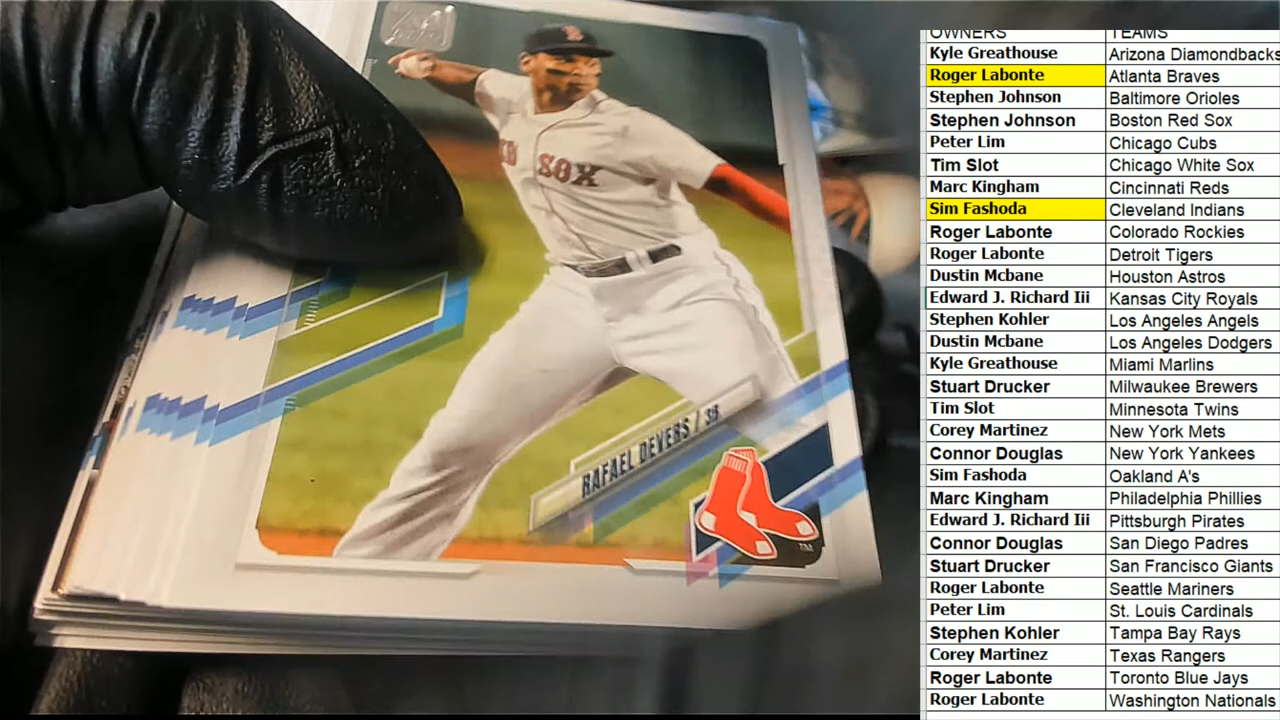 70
RED SOX
RAFAEL DEVERS / 3B
TM
OWNERS TEAMS
Kyle Greathouse Arizona Diamondbacks
Roger Labonte Atlanta Braves
Stephen Johnson Baltimore Orioles
Stephen Johnson Boston Red Sox
Peter Lim Chicago Cubs
Tim Slot Chicago White Sox
Marc Kingham Cincinnati Reds
Sim Fashoda Cleveland Indians
Roger Labonte Colorado Rockies
Roger Labonte Detroit Tigers
Dustin Mcbane Houston Astros
Edward J. Richard Iii Kansas City Royals
Stephen Kohler Los Angeles Angels
Dustin Mcbane Los Angeles Dodgers
Kyle Greathouse Miami Marlins
Stuart Drucker Milwaukee Brewers
Tim Slot Minnesota Twins
Corey Martinez New York Mets
Connor Douglas New York Yankees
Sim Fashoda Oakland A's
Marc Kingham Philadelphia Phillies
Edward J. Richard Iii Pittsburgh Pirates
Connor Douglas San Diego Padres
Stuart Drucker San Francisco Giants
Roger Labonte Seattle Mariners
Peter Lim St. Louis Cardinals
Stephen Kohler Tampa Bay Rays
Corey Martinez Texas Rangers
Roger Labonte Toronto Blue Jays
Roger Labonte Washington Nationals